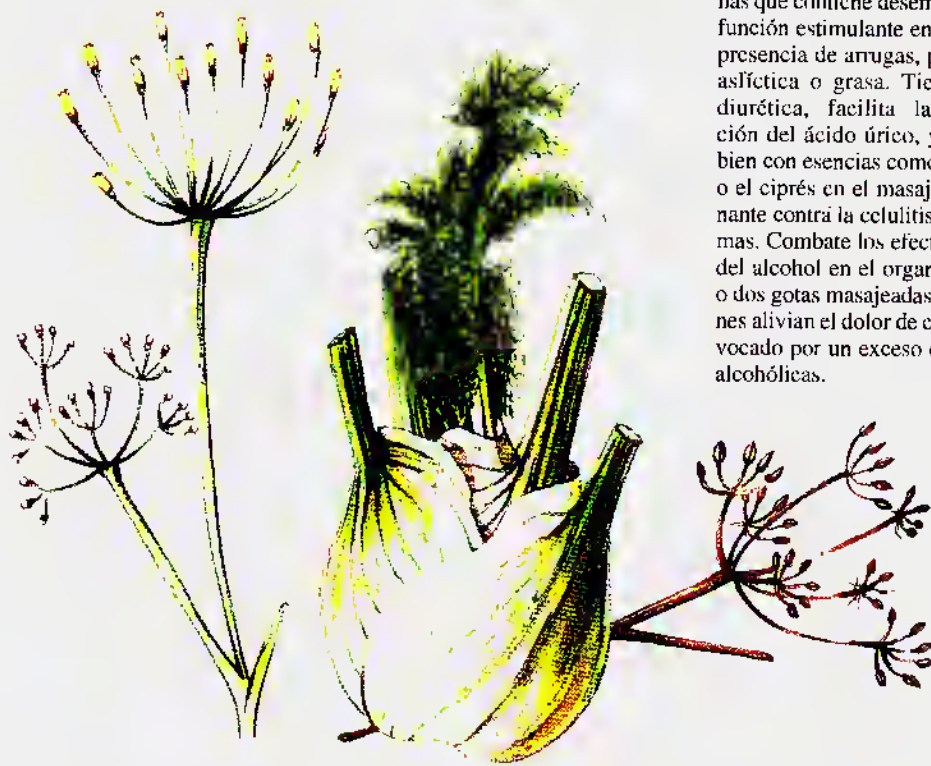 nas que contiene desem
función estimulante en
presencia de arrugas, p
aslíctica o grasa. Tie
diurética, facilita la
ción del ácido úrico, y
bien con esencias como
o el ciprés en el masaj
nante contra la celulitis
mas. Combate los efect
del alcohol en el organ
o dos gotas masajeadas
nes alivian el dolor de c
vocado por un exceso
alcohólicas.